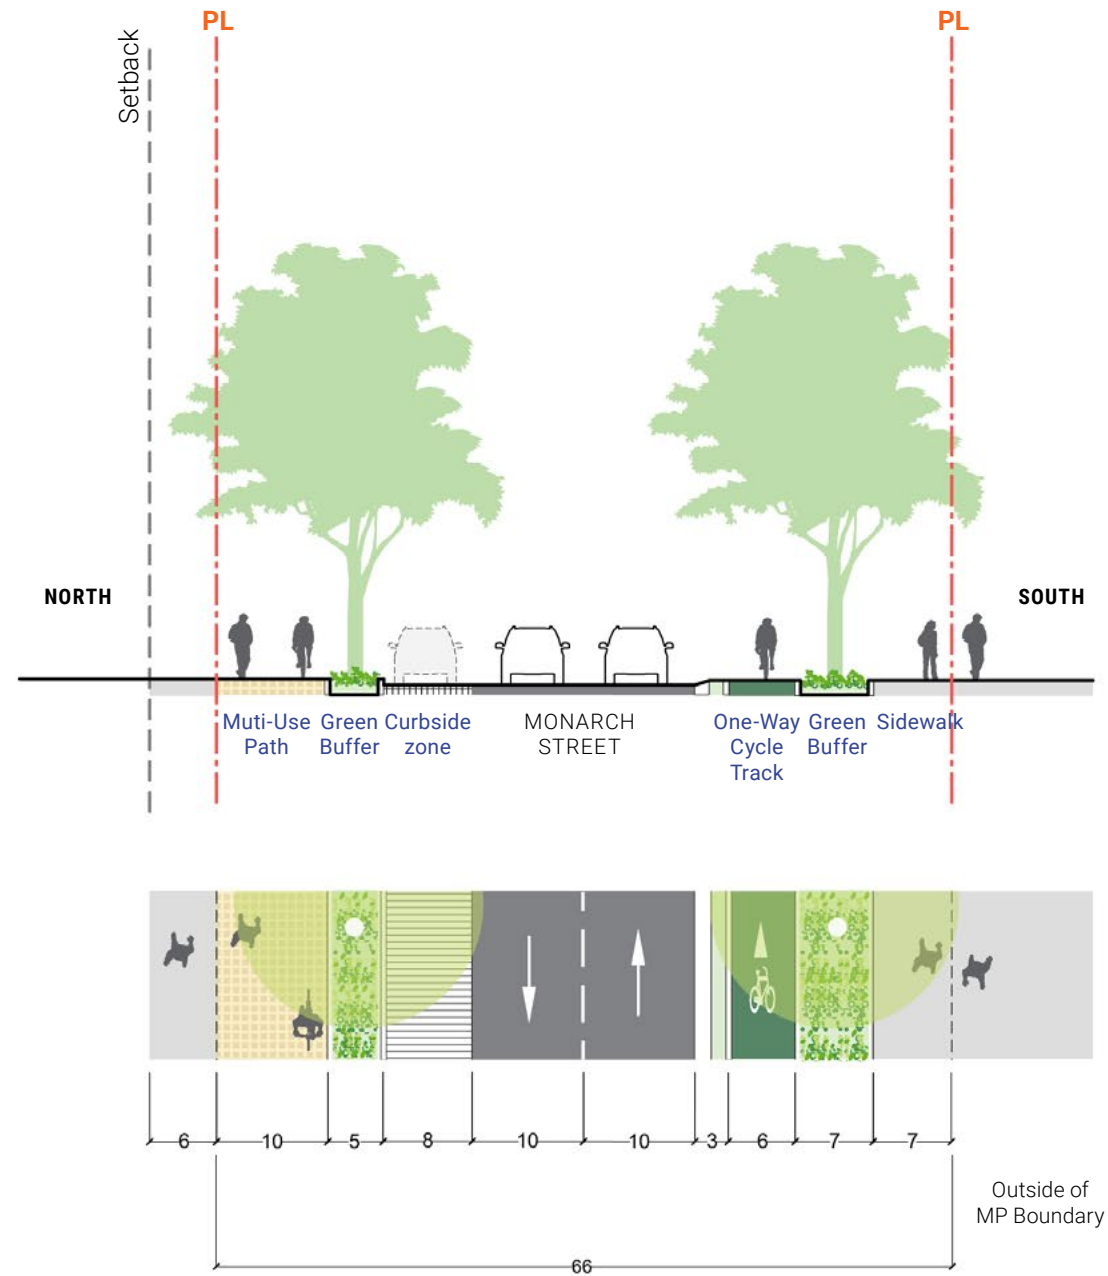 PL
PL
Setback
NORTH
SOUTH
Muti-Use
Path
Green
Buffer
Curbside
zone
MONARCH
STREET
One-Way
Cycle
Track
Green
Buffer
Sidewalk
6
10
5
8
10
10
3
6
7
7
Outside of
MP Boundary
66